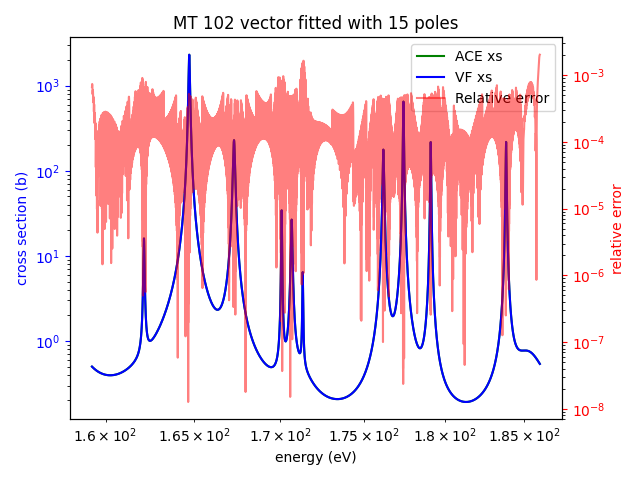 MT 102 vector fitted with 15 poles
ACE xs
VF xs
Relative error
cross section (b)
10³
10²
10¹
10⁰
relative error
10⁻³
10⁻⁴
10⁻⁵
10⁻⁶
10⁻⁷
10⁻⁸
1.6 × 10² 1.65 × 10² 1.7 × 10² 1.75 × 10² 1.8 × 10² 1.85 × 10²
energy (eV)